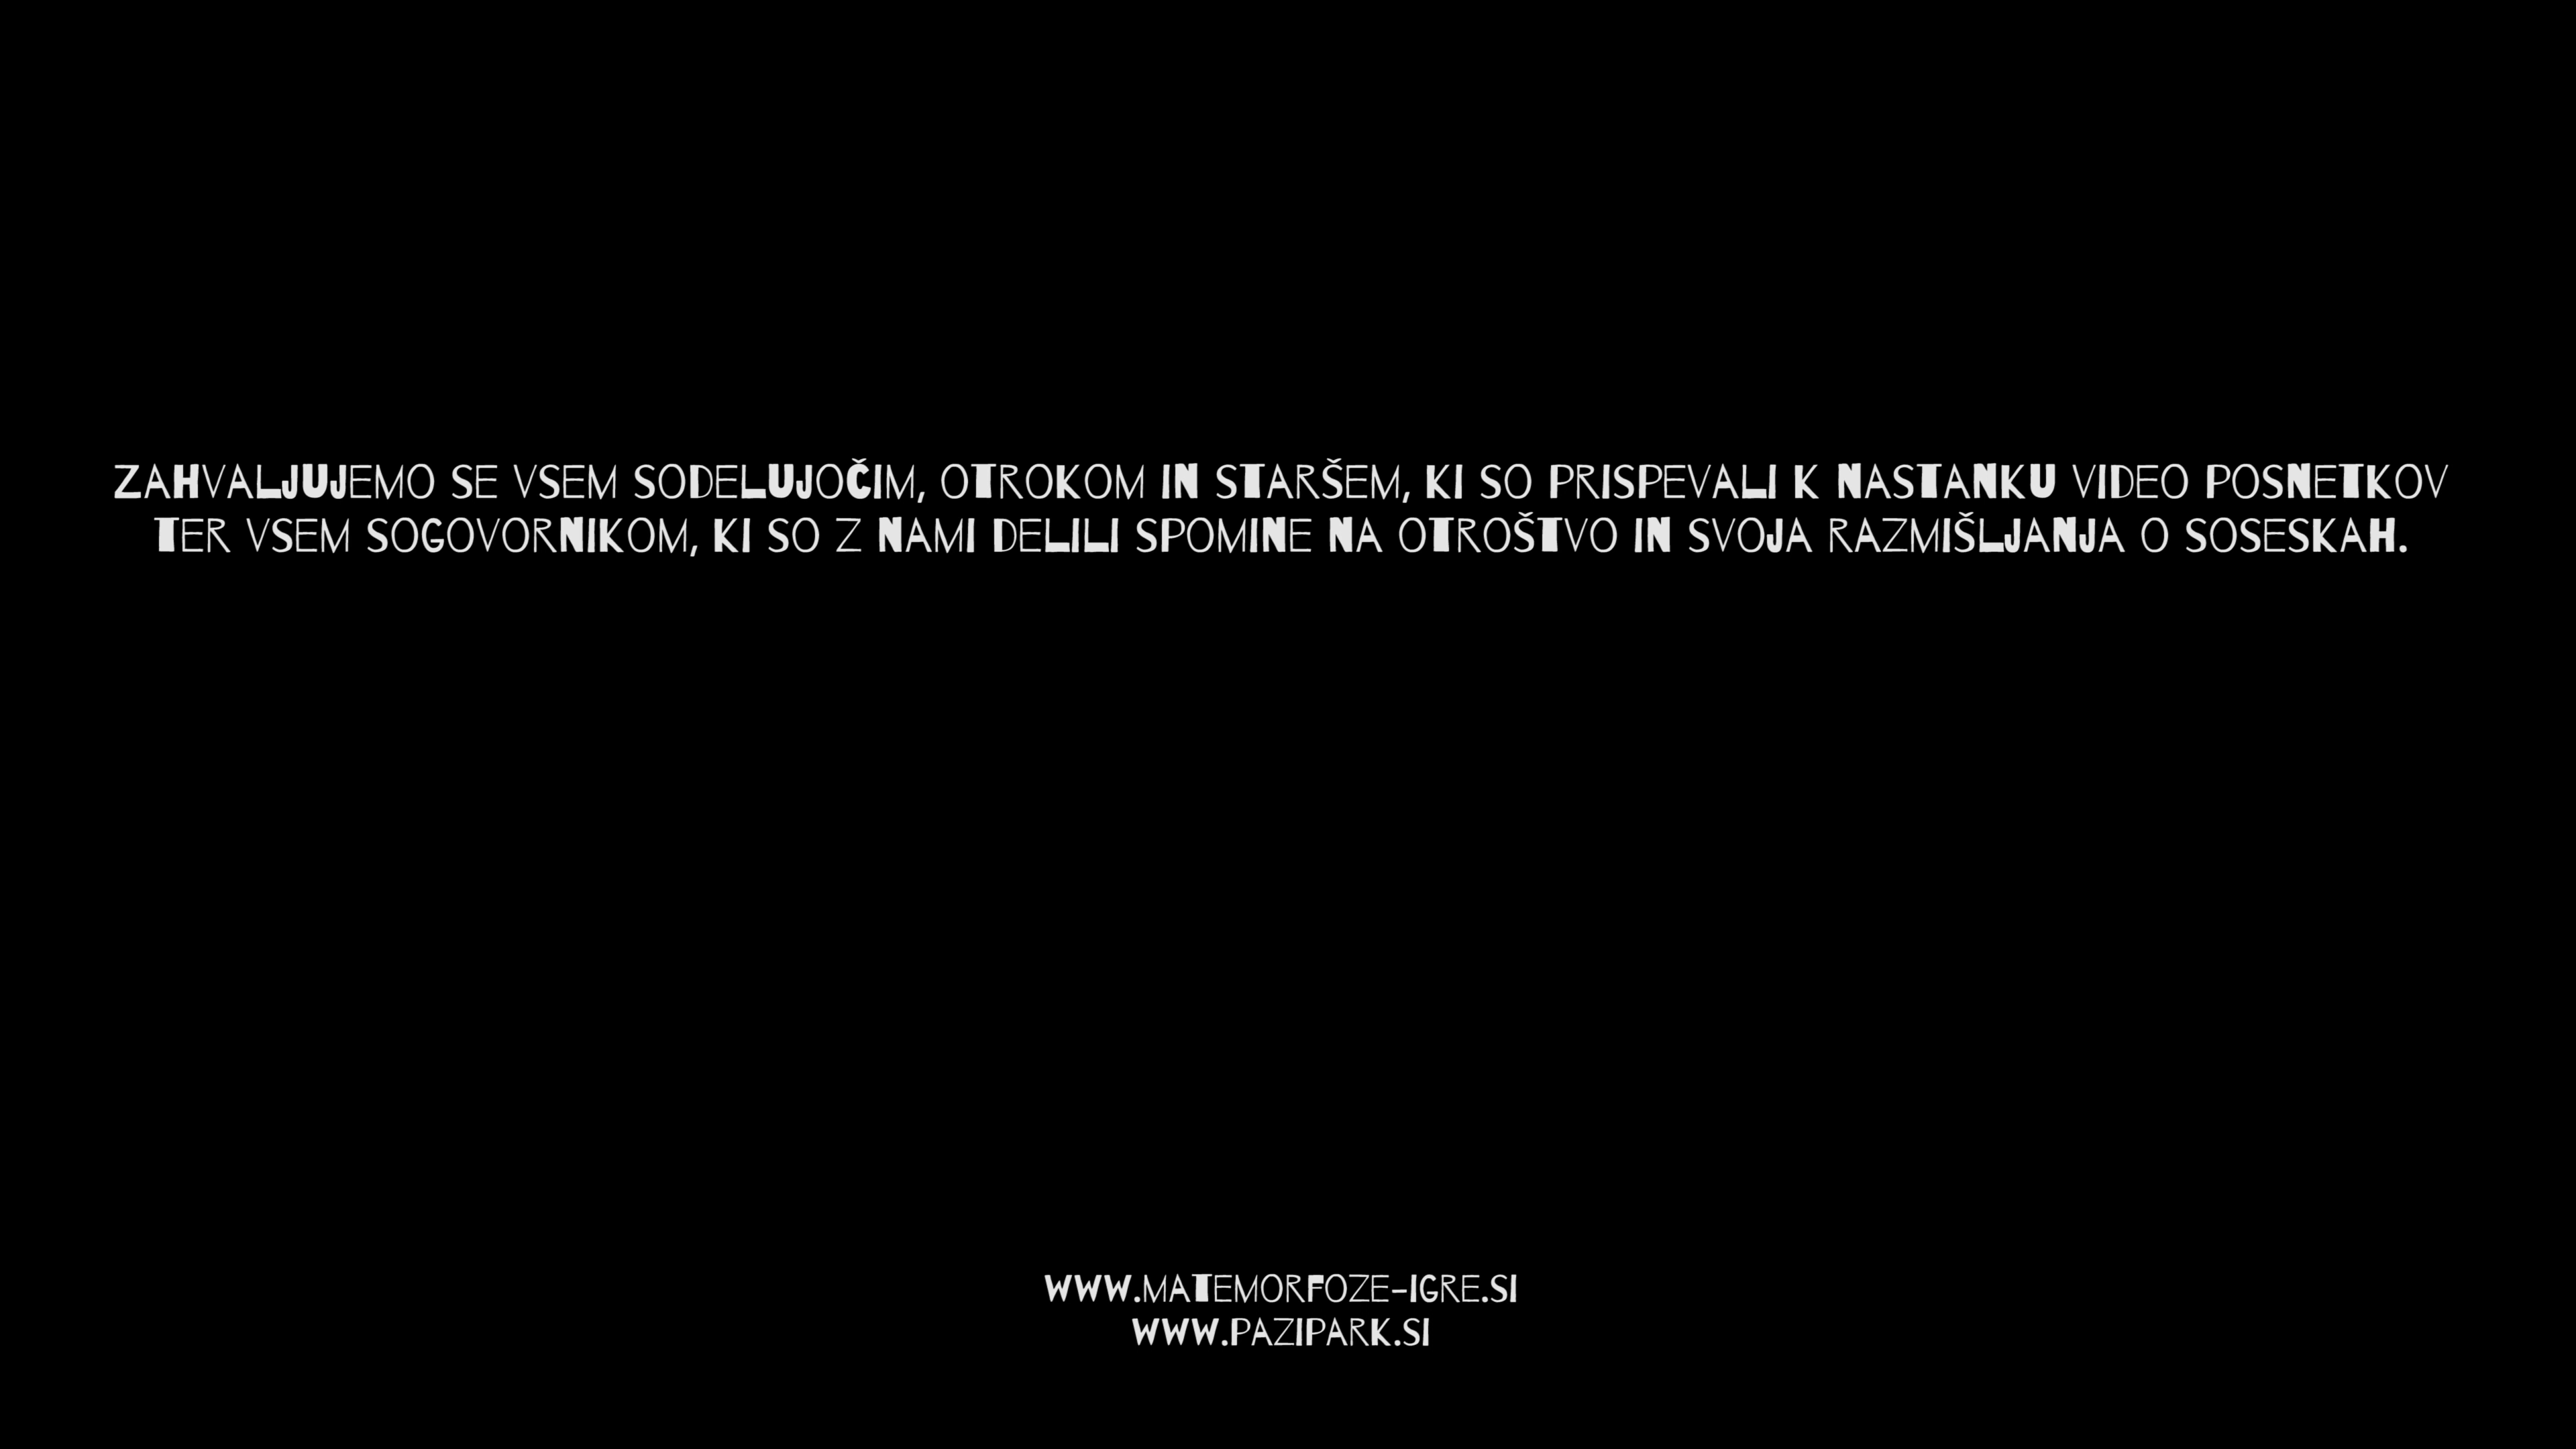 ZAHVALJUJEMO SE VSEM SODELUJOČIM, OTROKOM IN STARŠEM, KI SO PRISPEVALI K NASTANKU VIDEO POSNETKOV
TER VSEM SOGOVORNIKOM, KI SO Z NAMI DELILI SPOMINE NA OTROŠTVO IN SVOJA RAZMIŠLJANJA O SOSESKAH.
WWW.MATEMORFOZE-IGRE.SI
WWW.PAZIPARK.SI